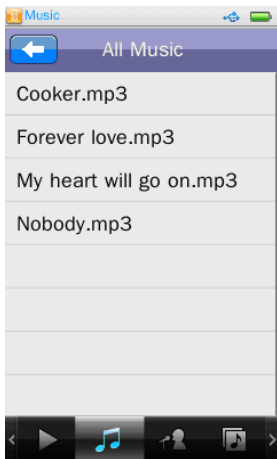 Music
All Music
Cooker.mp3
Forever love.mp3
My heart will go on.mp3
Nobody.mp3